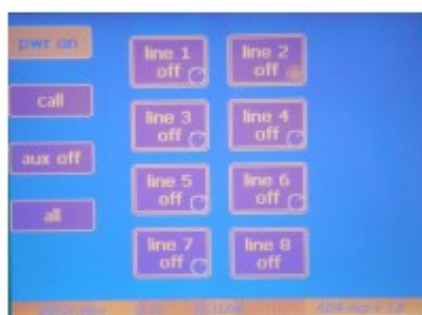 pwr on
call
aux off
all
line 1
off
line 2
off
line 3
off
line 4
off
line 5
off
line 6
off
line 7
off
line 8
off